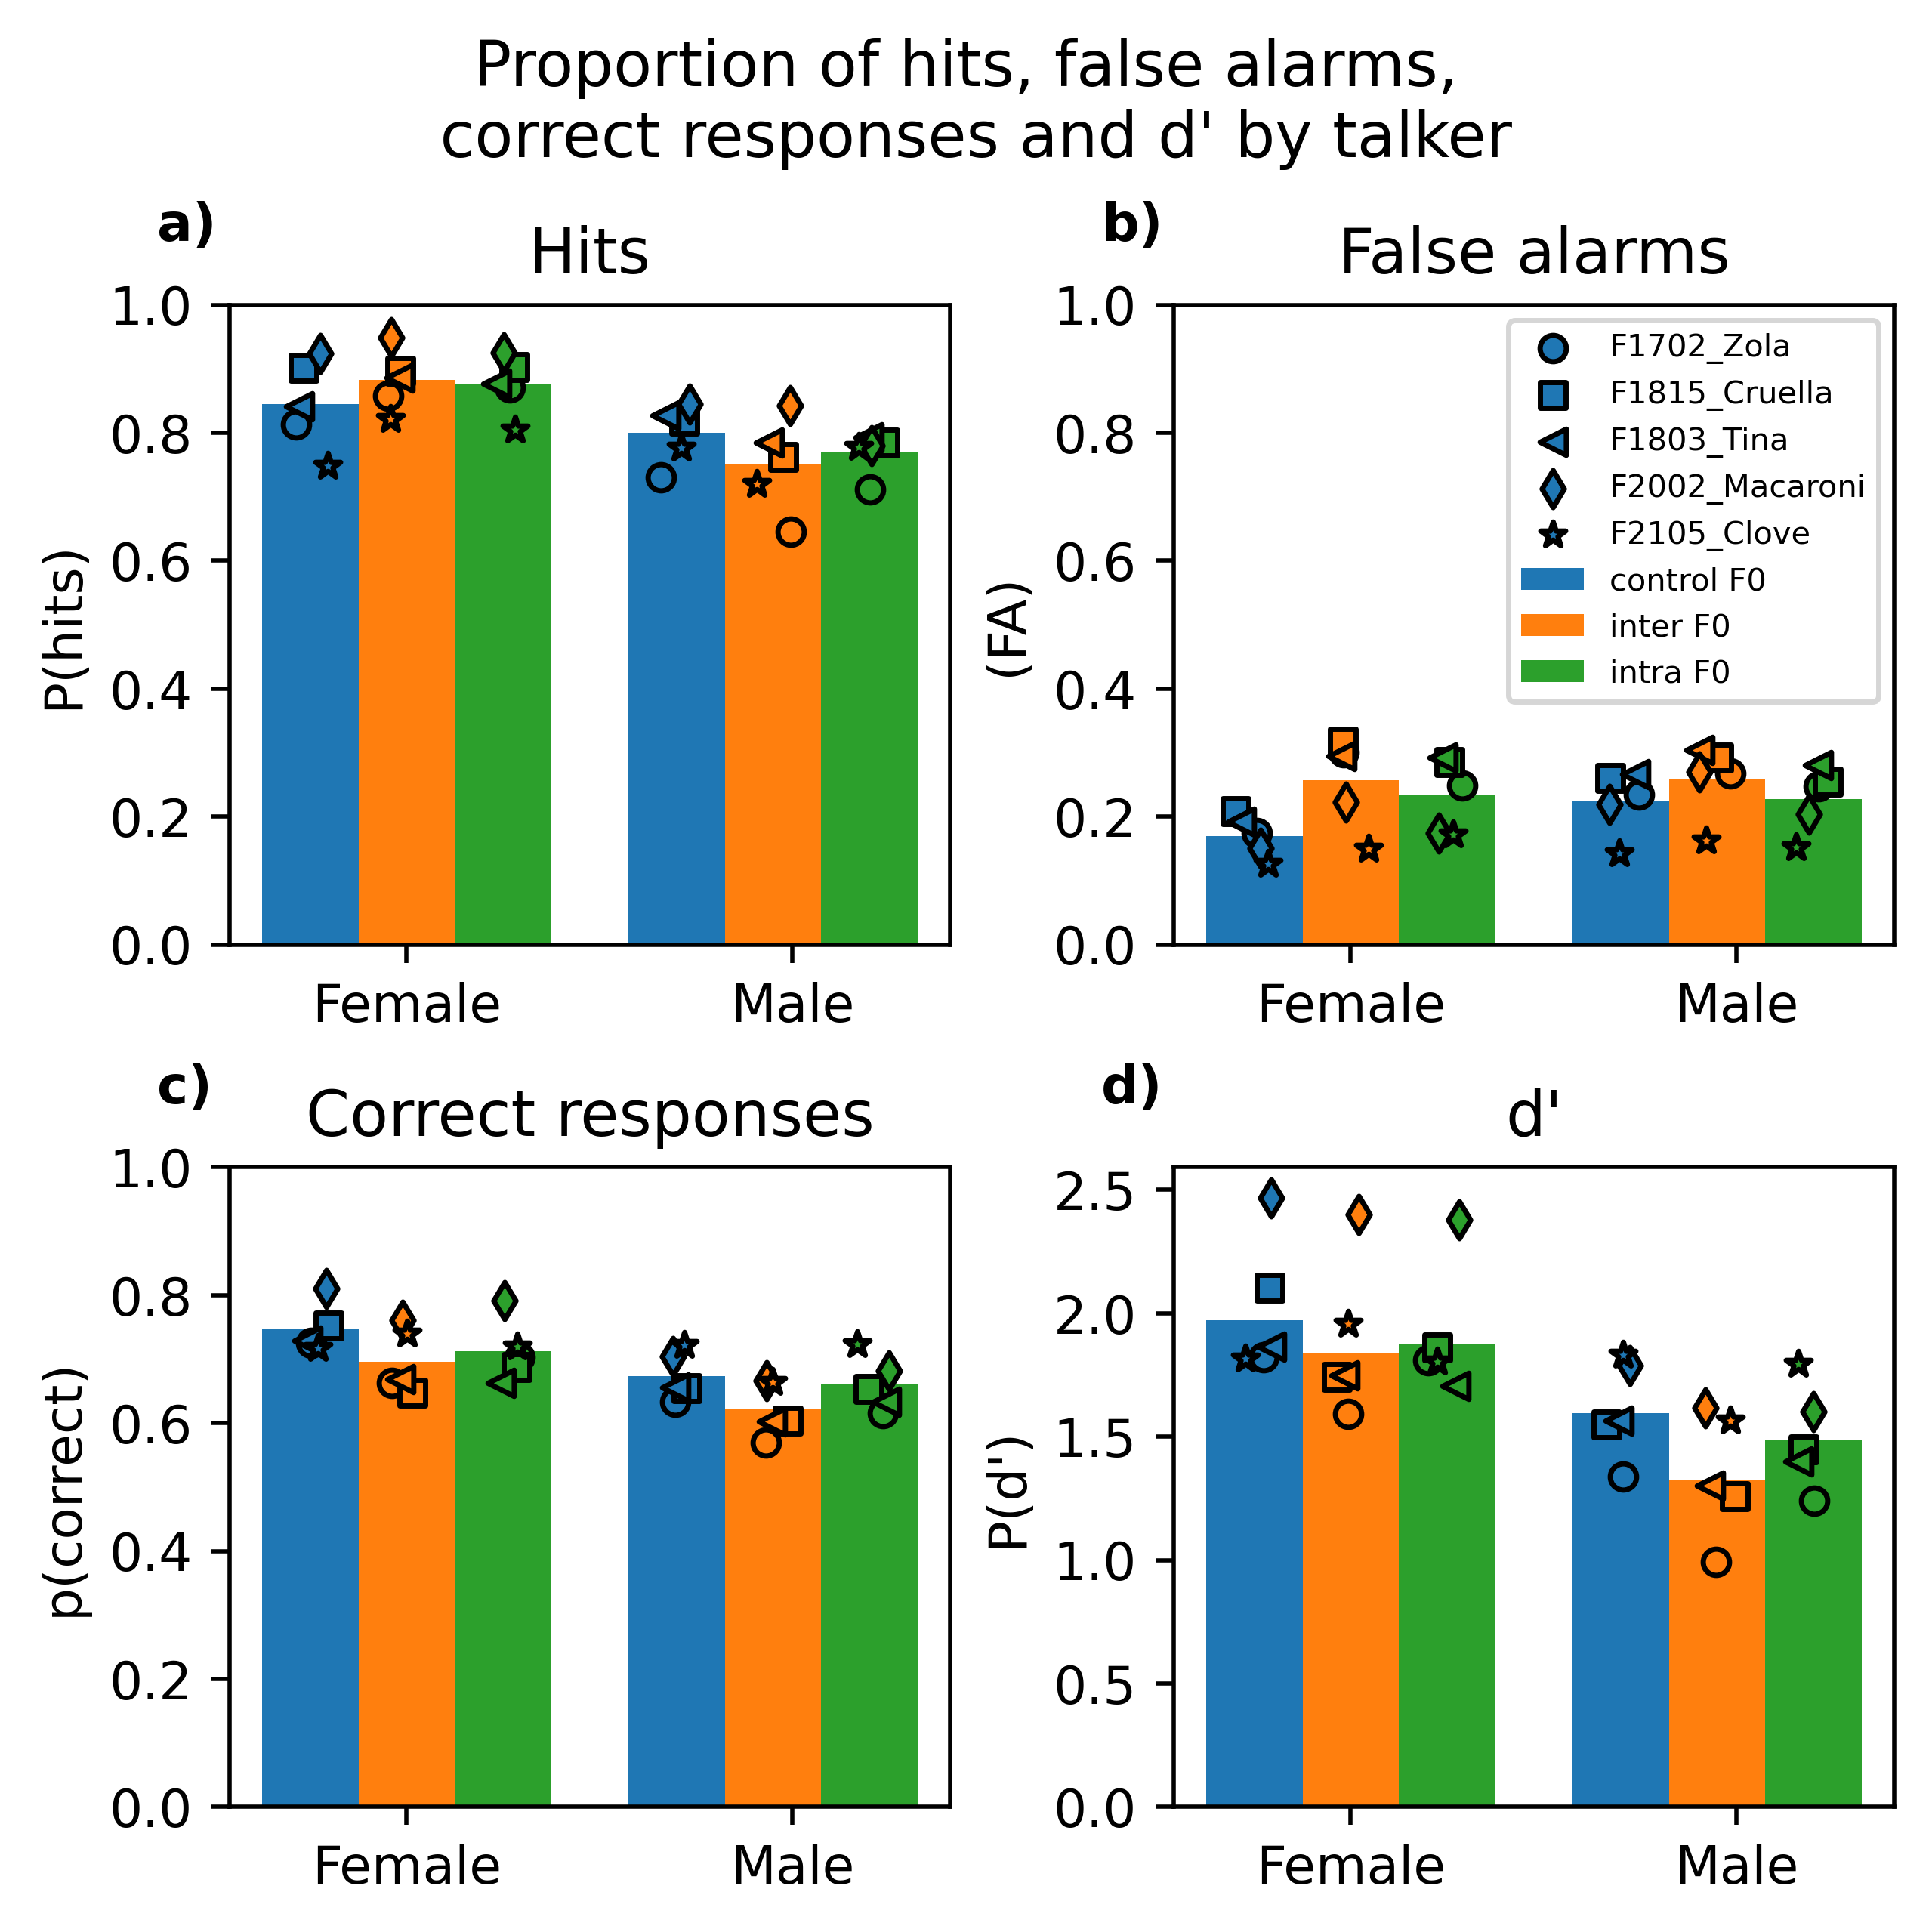 Proportion of hits, false alarms,
correct responses and d' by talker
a)
Hits
1.0
0.8
0.6
0.4
0.2
0.0
P(hits)
Female
Male
b)
False alarms
1.0
0.8
0.6
0.4
0.2
0.0
(FA)
F1702_Zola
F1815_Cruella
F1803_Tina
F2002_Macaroni
F2105_Clove
control F0
inter F0
intra F0
Female
Male
c)
Correct responses
1.0
0.8
0.6
0.4
0.2
0.0
p(correct)
Female
Male
d)
d'
2.5
2.0
1.5
1.0
0.5
0.0
P(d')
Female
Male